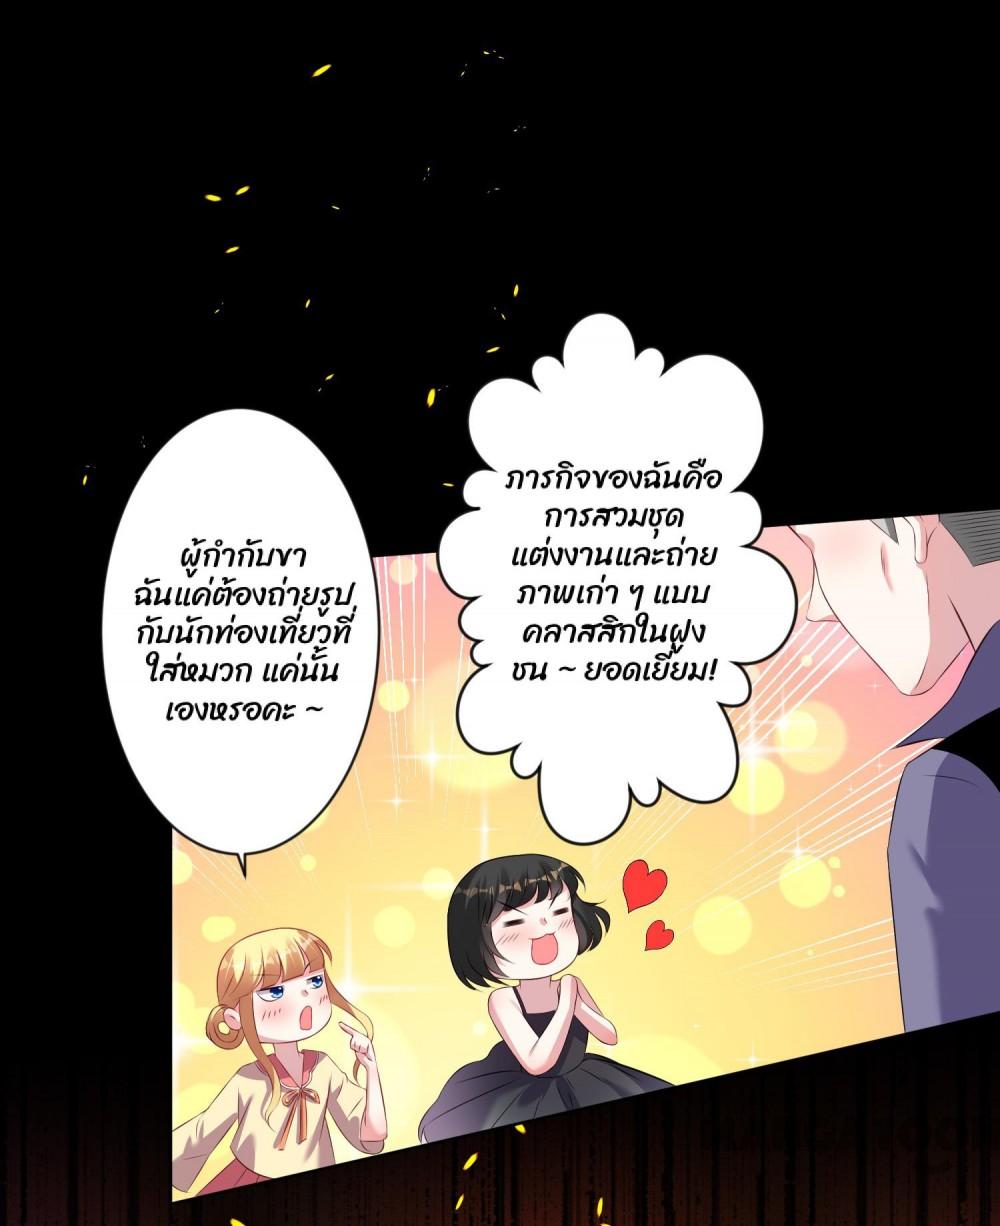 ผู้กำกับขา
ฉันแค่ต้องถ่ายรูป
กับนักท่องเที่ยวที่
ใส่หมวก แค่นั้น
เองหรอคะ ~
ภารกิจของฉันคือ
การสวมชุด
แต่งงานและถ่าย
ภาพเก่า ๆ แบบ
คลาสสิกในฝูง
ชน ~ ยอดเยี่ยม!